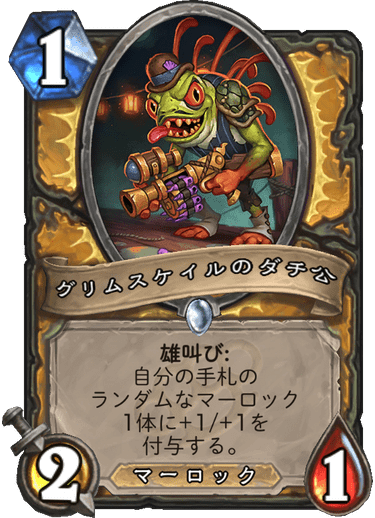 1
グリムスケイルのダチ公
雄叫び:
自分の手札の
ランダムなマーロック
1体に+1/+1を
付与する。
マーロック
2
1